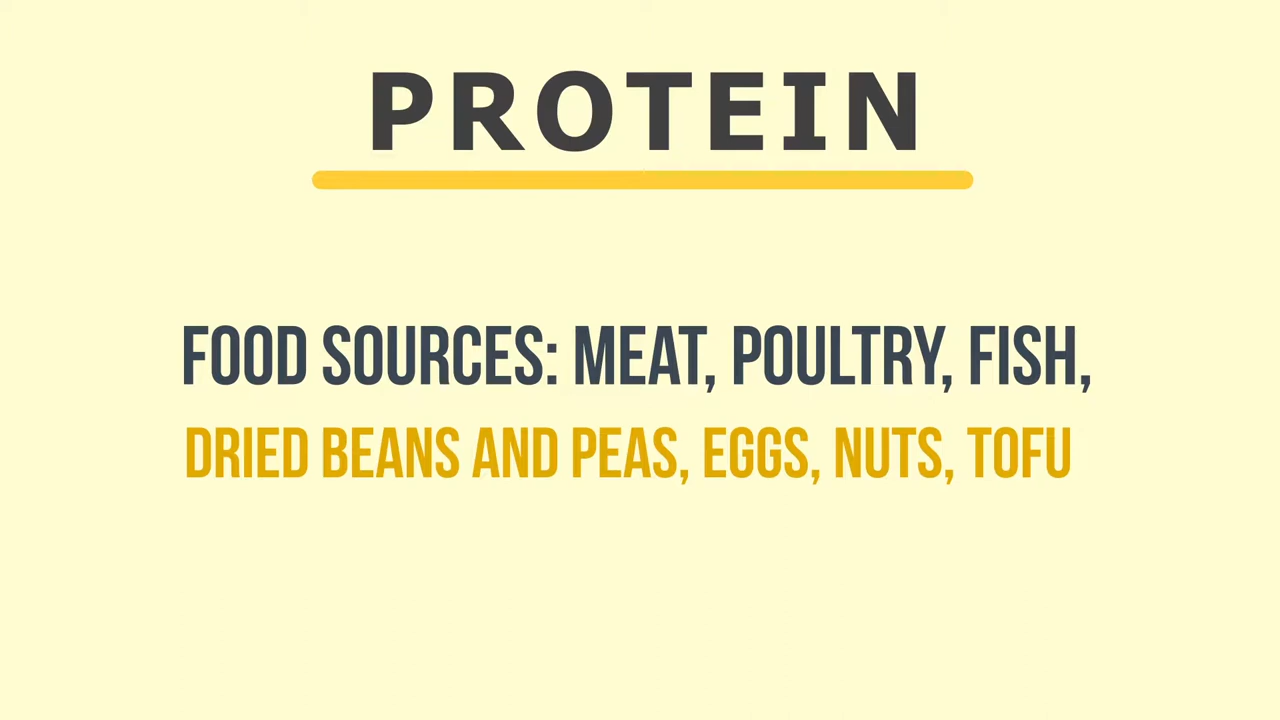 PROTEIN
FOOD SOURCES: MEAT, POULTRY, FISH,
DRIED BEANS AND PEAS, EGGS, NUTS, TOFU